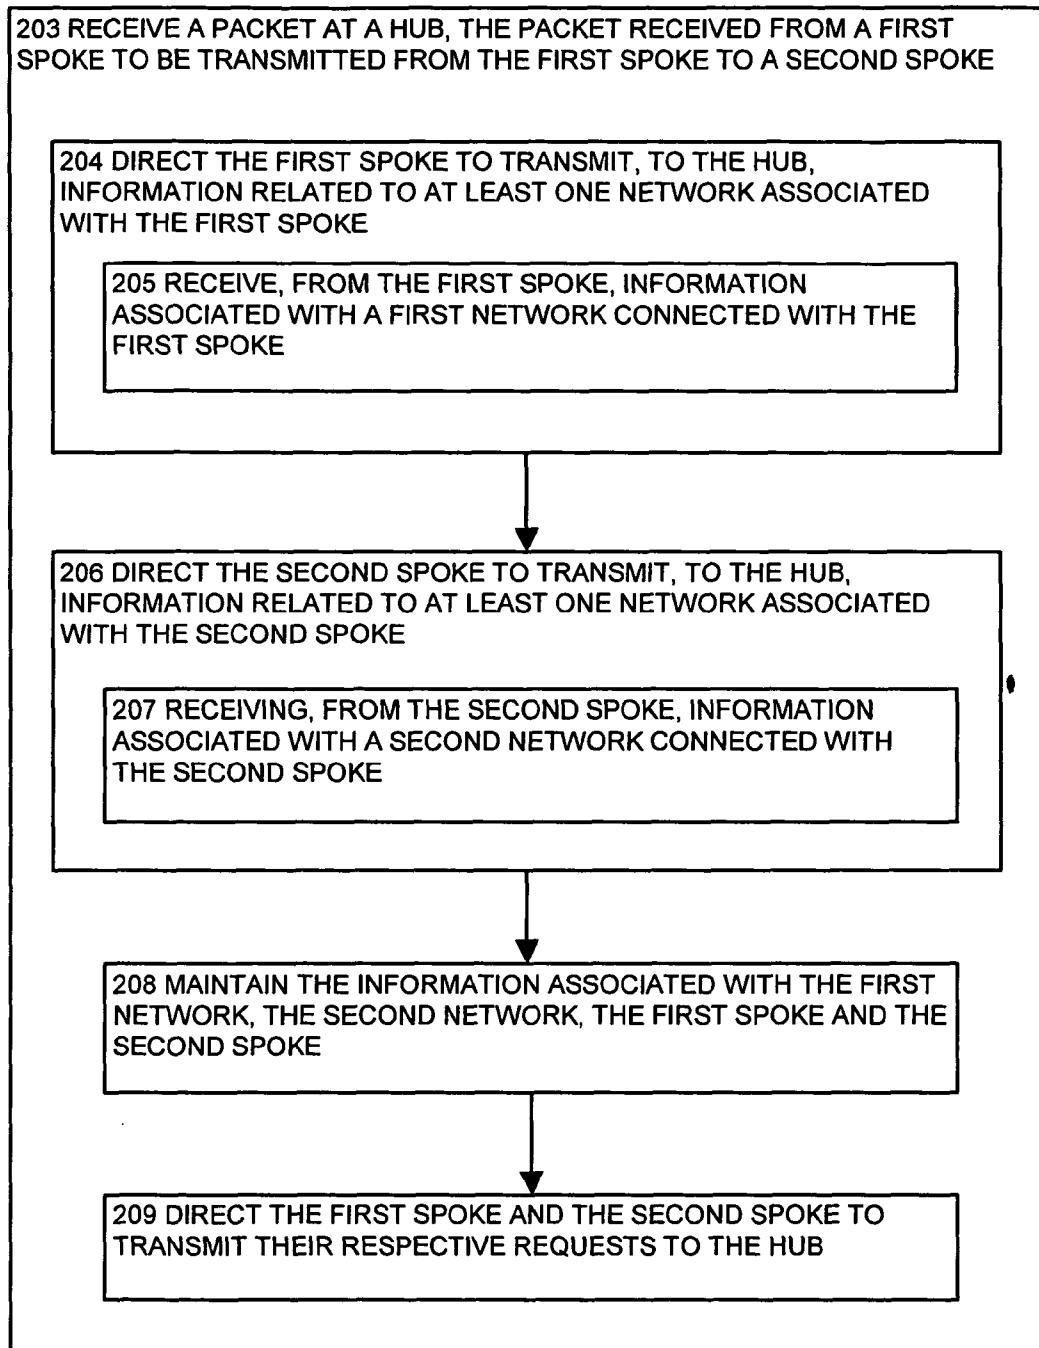 203 RECEIVE A PACKET AT A HUB, THE PACKET RECEIVED FROM A FIRST
SPOKE TO BE TRANSMITTED FROM THE FIRST SPOKE TO A SECOND SPOKE
204 DIRECT THE FIRST SPOKE TO TRANSMIT, TO THE HUB,
INFORMATION RELATED TO AT LEAST ONE NETWORK ASSOCIATED
WITH THE FIRST SPOKE
205 RECEIVE, FROM THE FIRST SPOKE, INFORMATION
ASSOCIATED WITH A FIRST NETWORK CONNECTED WITH THE
FIRST SPOKE
206 DIRECT THE SECOND SPOKE TO TRANSMIT, TO THE HUB,
INFORMATION RELATED TO AT LEAST ONE NETWORK ASSOCIATED
WITH THE SECOND SPOKE
207 RECEIVING, FROM THE SECOND SPOKE, INFORMATION
ASSOCIATED WITH A SECOND NETWORK CONNECTED WITH
THE SECOND SPOKE
208 MAINTAIN THE INFORMATION ASSOCIATED WITH THE FIRST
NETWORK, THE SECOND NETWORK, THE FIRST SPOKE AND THE
SECOND SPOKE
209 DIRECT THE FIRST SPOKE AND THE SECOND SPOKE TO
TRANSMIT THEIR RESPECTIVE REQUESTS TO THE HUB